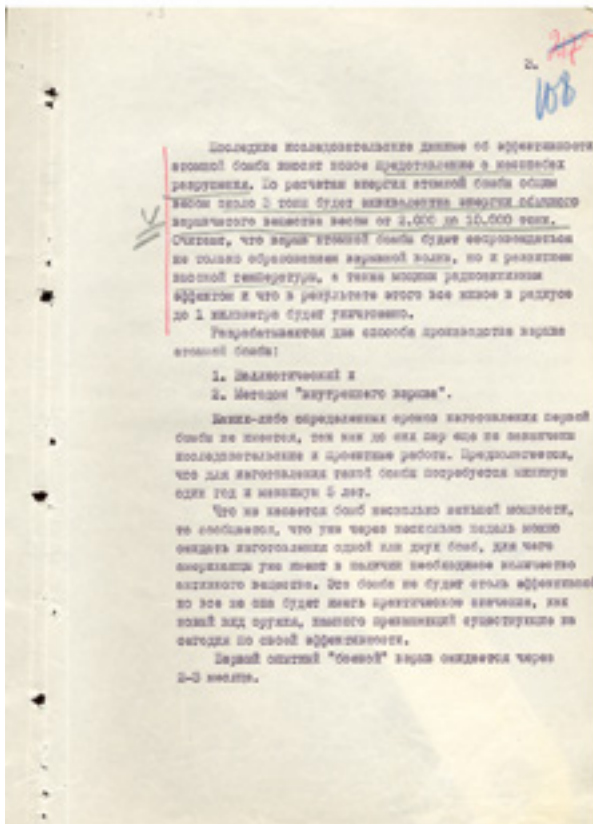 2.
108
Последние исследовательские данные об эффективности
атомной бомбы вносят новое представление о масштабах
разрушения. По расчетам энергия атомной бомбы общим
весом около 3 тонн будет эквивалентна энергии обычного
взрывчатого вещества весом от 2.000 до 10.000 тонн.
Считают, что взрыв атомной бомбы будет сопровождаться
не только образованием взрывной волны, но и развитием
высокой температуры, а также мощным радиоактивным
эффектом и что в результате этого все живое в радиусе
до 1 километра будет уничтожено.
Разрабатываются два способа производства взрыва
атомной бомбы:
1. Баллистический и
2. Методом "внутреннего взрыва".
Каких-либо определенных сроков изготовления первой
бомбы не имеется, так как до сих пор еще не закончены
исследовательские и проектные работы. Предполагается,
что для изготовления такой бомбы потребуется минимум
один год и максимум 5 лет.
Что же касается бомб несколько меньшей мощности,
то сообщается, что уже через несколько недель можно
ожидать изготовления одной или двух бомб, для чего
американцы уже имеют в наличии необходимое количество
активного вещества. Эта бомба не будет столь эффективной,
но все же она будет иметь практическое значение, как
новый вид оружия, намного превышающий существующие на
сегодня по своей эффективности.
Первый опытный "боевой" взрыв ожидается через
2-3 месяца.